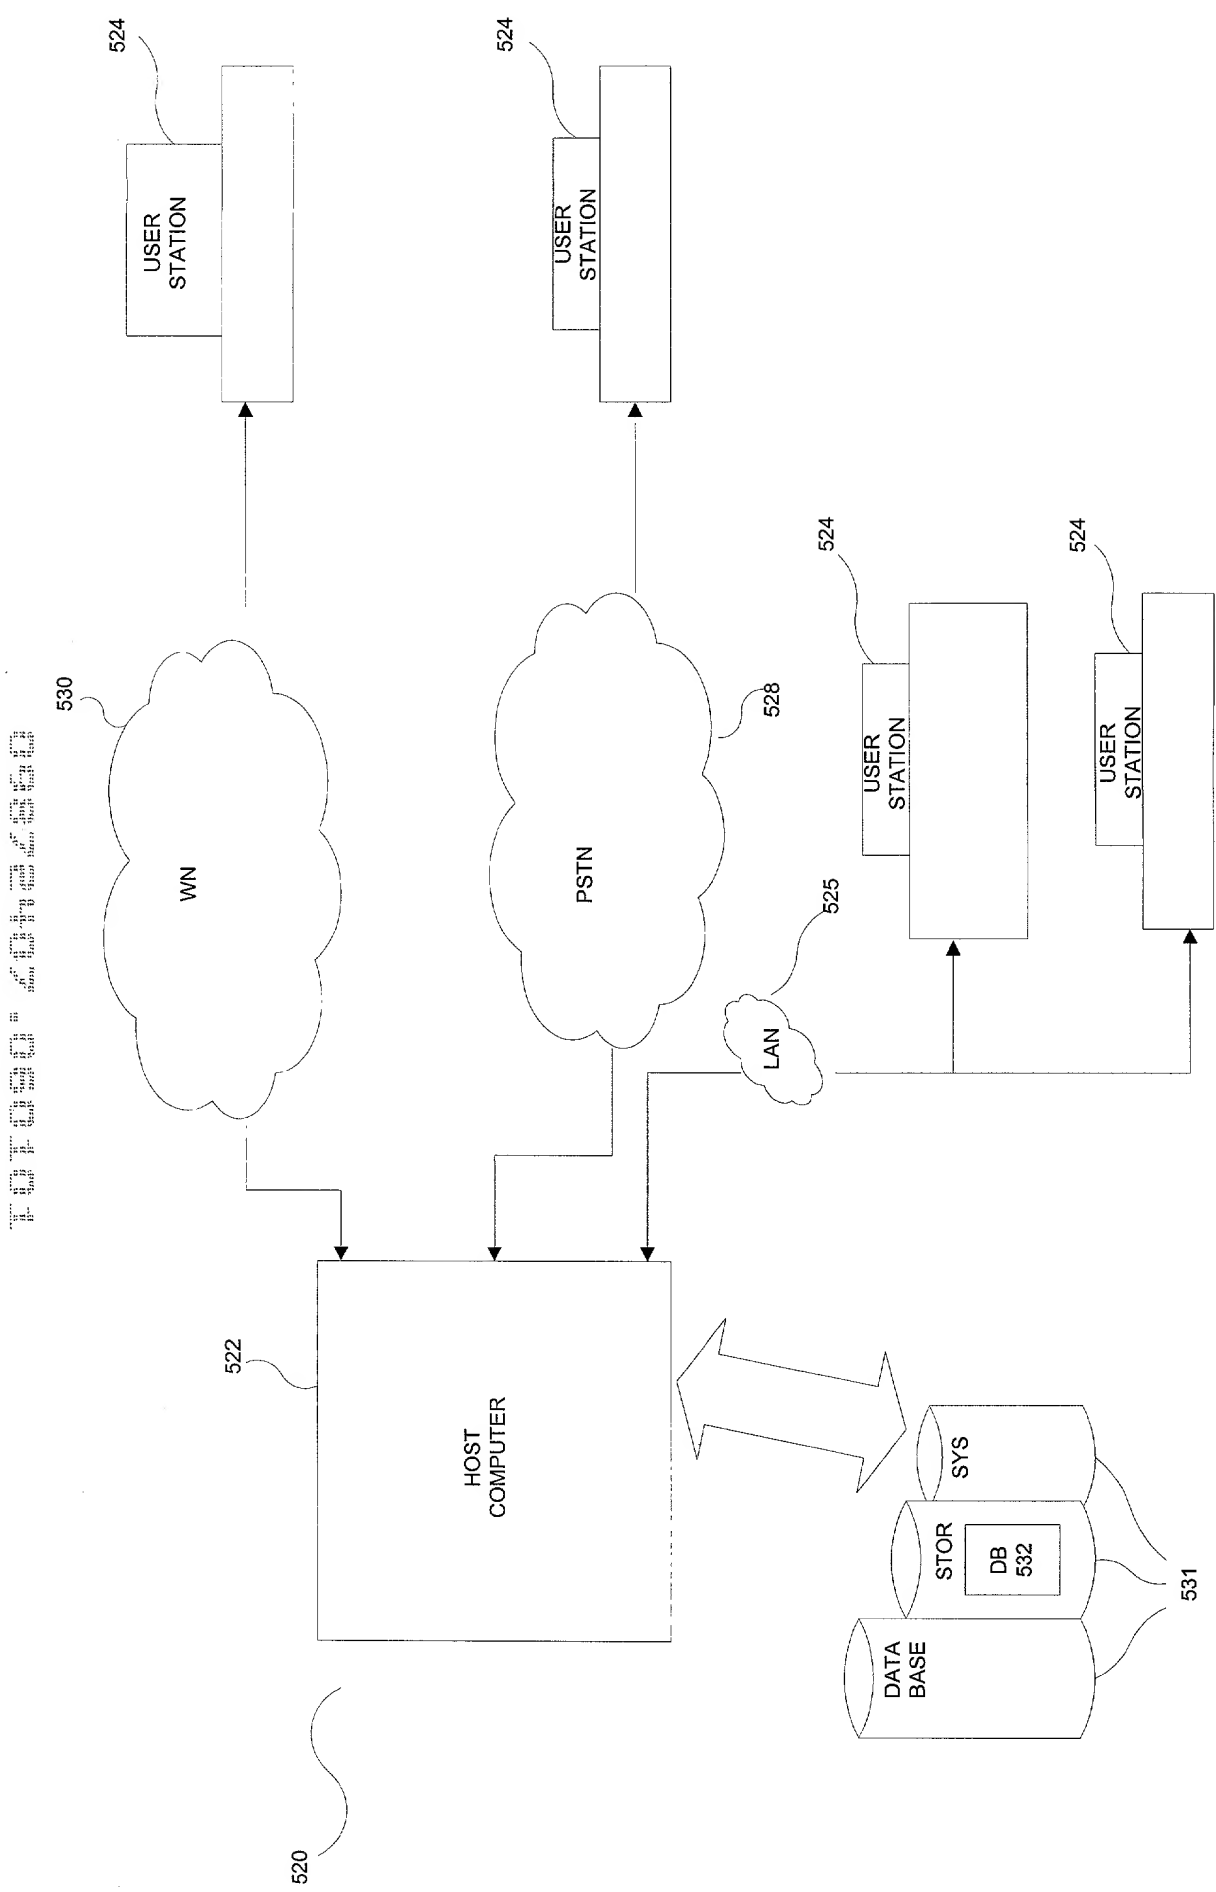 530
524
USER
STATION
WN
520
522
HOST
COMPUTER
524
USER
STATION
PSTN
528
LAN
525
524
USER
STATION
524
USER
STATION
DATA
BASE
STOR
DB
532
SYS
531